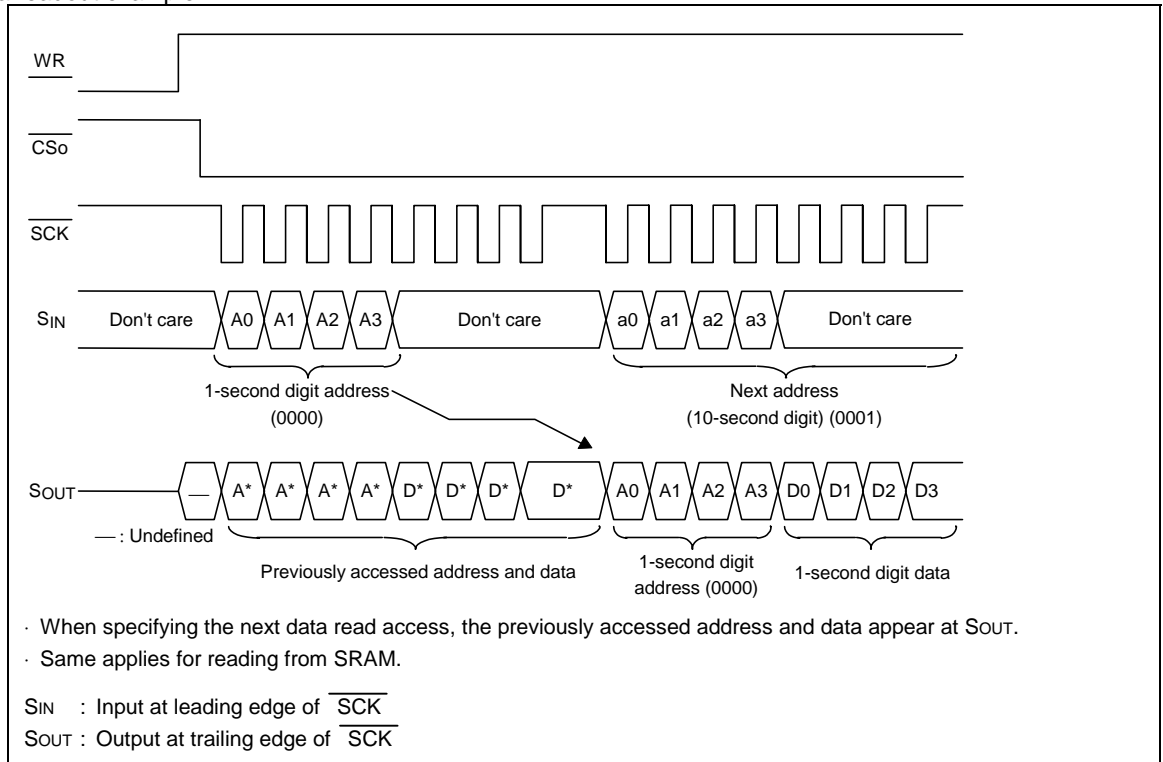 WR
CSo
SCK
SIN Don't care A0 A1 A2 A3 Don't care a0 a1 a2 a3 Don't care
1-second digit address
(0000)
Next address
(10-second digit) (0001)
SOUT — A* A* A* A* D* D* D* D* A0 A1 A2 A3 D0 D1 D2 D3
— : Undefined
Previously accessed address and data
1-second digit
address (0000)
1-second digit data
· When specifying the next data read access, the previously accessed address and data appear at SOUT.
· Same applies for reading from SRAM.
SIN : Input at leading edge of SCK
SOUT : Output at trailing edge of SCK